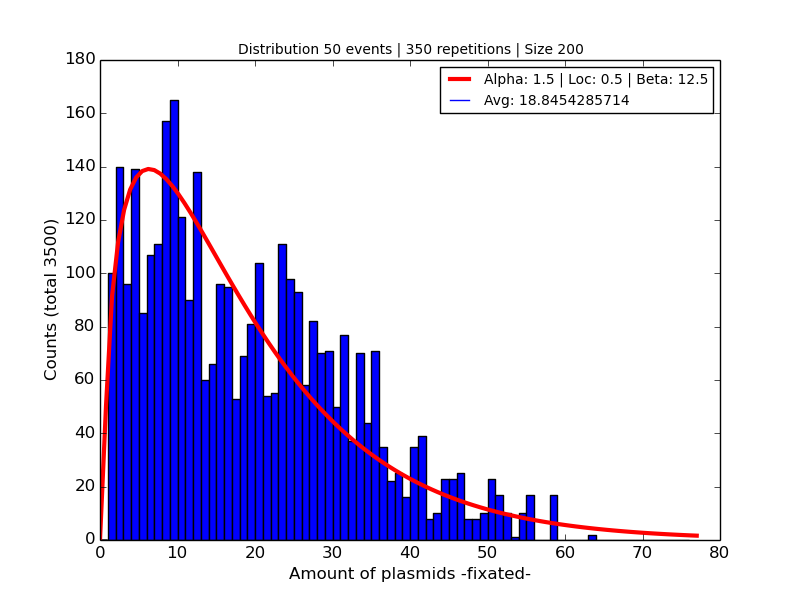 Distribution 50 events | 350 repetitions | Size 200
Alpha: 1.5 | Loc: 0.5 | Beta: 12.5
Avg: 18.8454285714
180
160
140
120
100
80
60
40
20
0
Counts (total 3500)
0 10 20 30 40 50 60 70 80
Amount of plasmids -fixated-